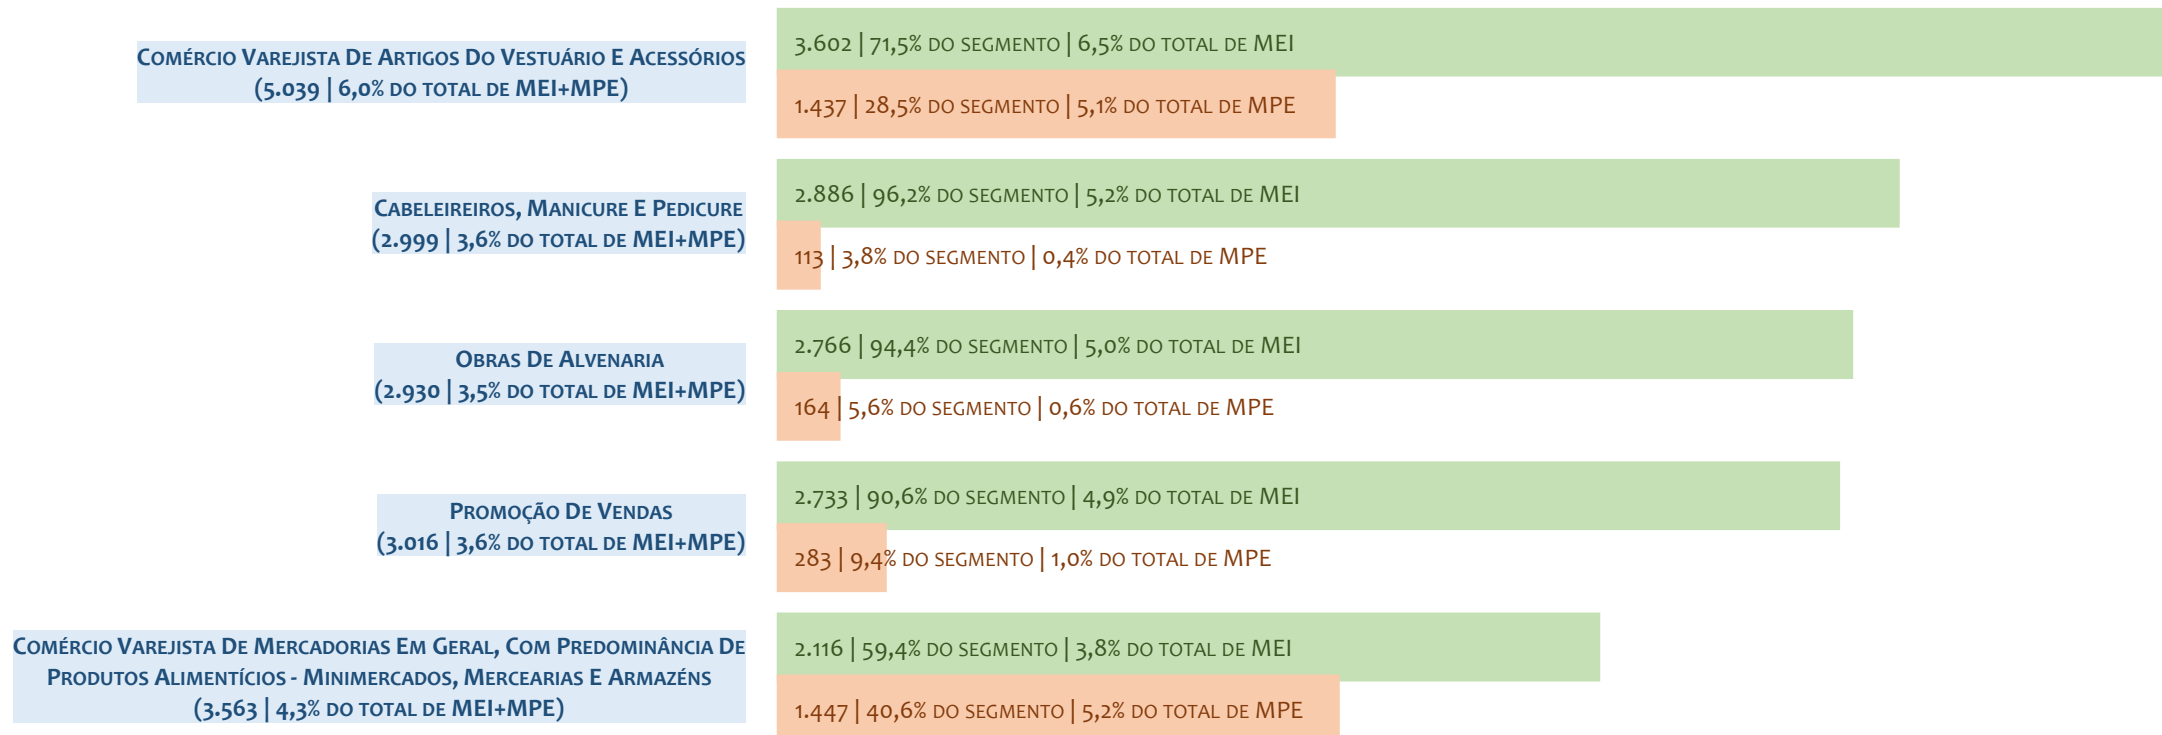 Comércio Varejista De Artigos Do Vestuário E Acessórios
(5.039 | 6,0% do total de MEI+MPE)
3.602 | 71,5% do segmento | 6,5% do total de MEI
1.437 | 28,5% do segmento | 5,1% do total de MPE
Cabeleireiros, Manicure E Pedicure
(2.999 | 3,6% do total de MEI+MPE)
2.886 | 96,2% do segmento | 5,2% do total de MEI
113 | 3,8% do segmento | 0,4% do total de MPE
Obras De Alvenaria
(2.930 | 3,5% do total de MEI+MPE)
2.766 | 94,4% do segmento | 5,0% do total de MEI
164 | 5,6% do segmento | 0,6% do total de MPE
Promoção De Vendas
(3.016 | 3,6% do total de MEI+MPE)
2.733 | 90,6% do segmento | 4,9% do total de MEI
283 | 9,4% do segmento | 1,0% do total de MPE
Comércio Varejista De Mercadorias Em Geral, Com Predominância De
Produtos Alimentícios - Minimercados, Mercearias E Armazéns
(3.563 | 4,3% do total de MEI+MPE)
2.116 | 59,4% do segmento | 3,8% do total de MEI
1.447 | 40,6% do segmento | 5,2% do total de MPE